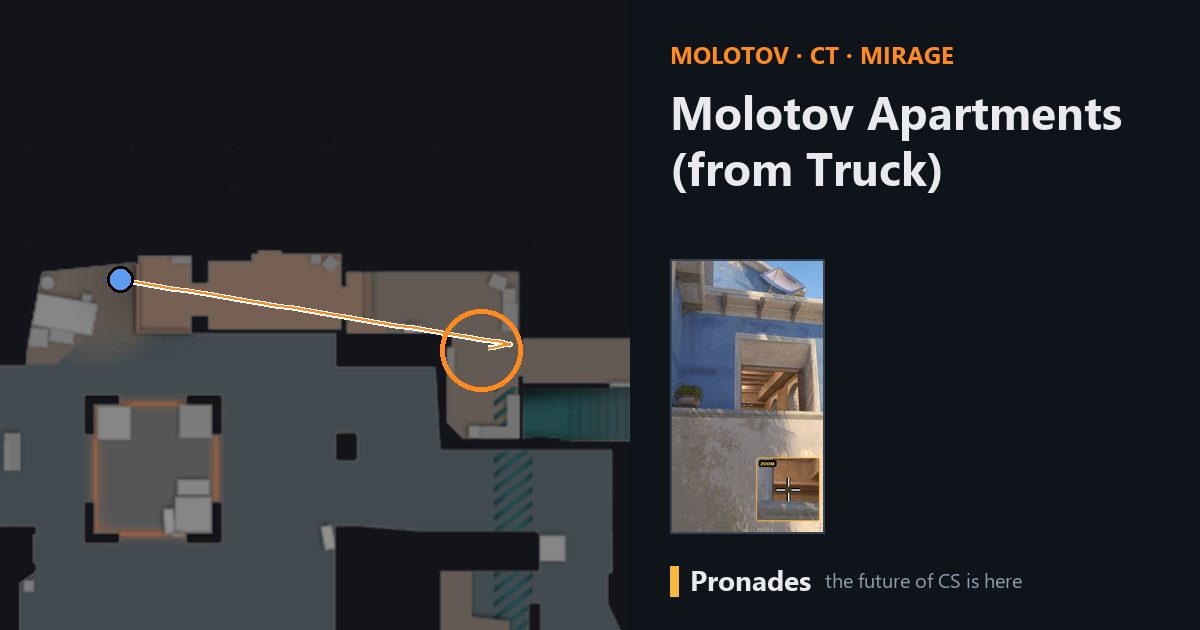 MOLOTOV · CT · MIRAGE
Molotov Apartments
(from Truck)
ZOOM
Pronades the future of CS is here